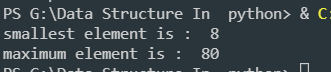 PS G:\Data Structure In  python> & C:
smallest element is :  8
maximum element is :  80
PS G:\Data Structure In  python>